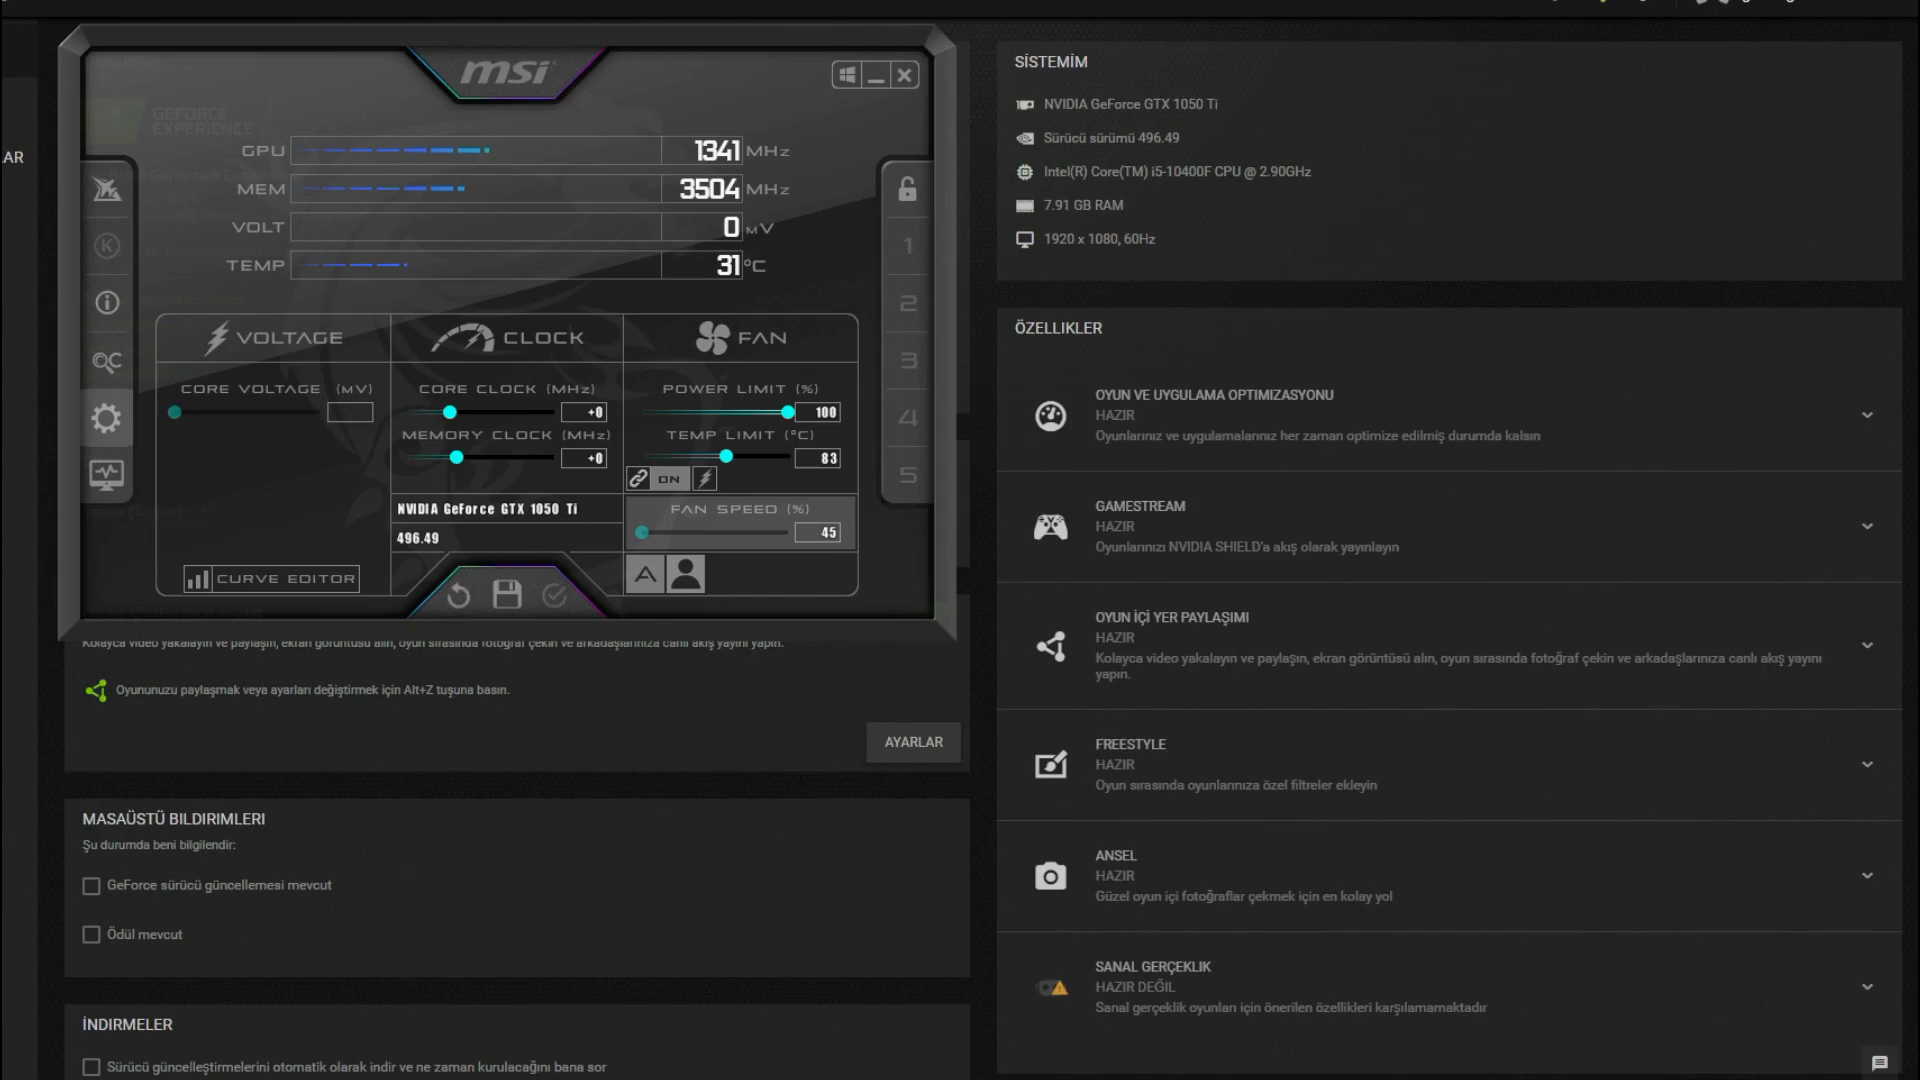 AR
msi
GEFORCE
EXPERIENCE
GPU 1341 MHz
MEM 3504 MHz
VOLT 0 mV
TEMP 31 °C
K
1
2
3
4
5
VOLTAGE
CORE VOLTAGE (MV)
CURVE EDITOR
CLOCK
CORE CLOCK (MHz)
+0
MEMORY CLOCK (MHz)
+0
NVIDIA GeForce GTX 1050 Ti
496.49
FAN
POWER LIMIT (%)
100
TEMP LIMIT (°C)
83
ON
FAN SPEED (%)
45
A
Kolayca video yakalayın ve paylaşın, ekran görüntüsü alın, oyun sırasında fotoğraf çekin ve arkadaşlarınıza canlı akış yayını yapın.
Oyununuzu paylaşmak veya ayarları değiştirmek için Alt+Z tuşuna basın.
AYARLAR
MASAÜSTÜ BILDIRIMLERI
Şu durumda beni bilgilendir:
GeForce sürücü güncellemesi mevcut
Ödül mevcut
İNDIRMELER
Sürücü güncelleştirmelerini otomatik olarak indir ve ne zaman kurulacağını bana sor
SİSTEMİM
NVIDIA GeForce GTX 1050 Ti
Sürücü sürümü 496.49
Intel(R) Core(TM) i5-10400F CPU @ 2.90GHz
7.91 GB RAM
1920 x 1080, 60Hz
ÖZELLIKLER
OYUN VE UYGULAMA OPTIMIZASYONU
HAZIR
Oyunlarınız ve uygulamalarınız her zaman optimize edilmiş durumda kalsın
GAMESTREAM
HAZIR
Oyunlarınızı NVIDIA SHIELD'a akış olarak yayınlayın
OYUN İÇİ YER PAYLAŞIMI
HAZIR
Kolayca video yakalayın ve paylaşın, ekran görüntüsü alın, oyun sırasında fotoğraf çekin ve arkadaşlarınıza canlı akış yayını
yapın.
FREESTYLE
HAZIR
Oyun sırasında oyunlarınıza özel filtreler ekleyin
ANSEL
HAZIR
Güzel oyun içi fotoğraflar çekmek için en kolay yol
SANAL GERÇEKLIK
HAZIR DEĞIL
Sanal gerçeklik oyunları için önerilen özellikleri karşılamamaktadır